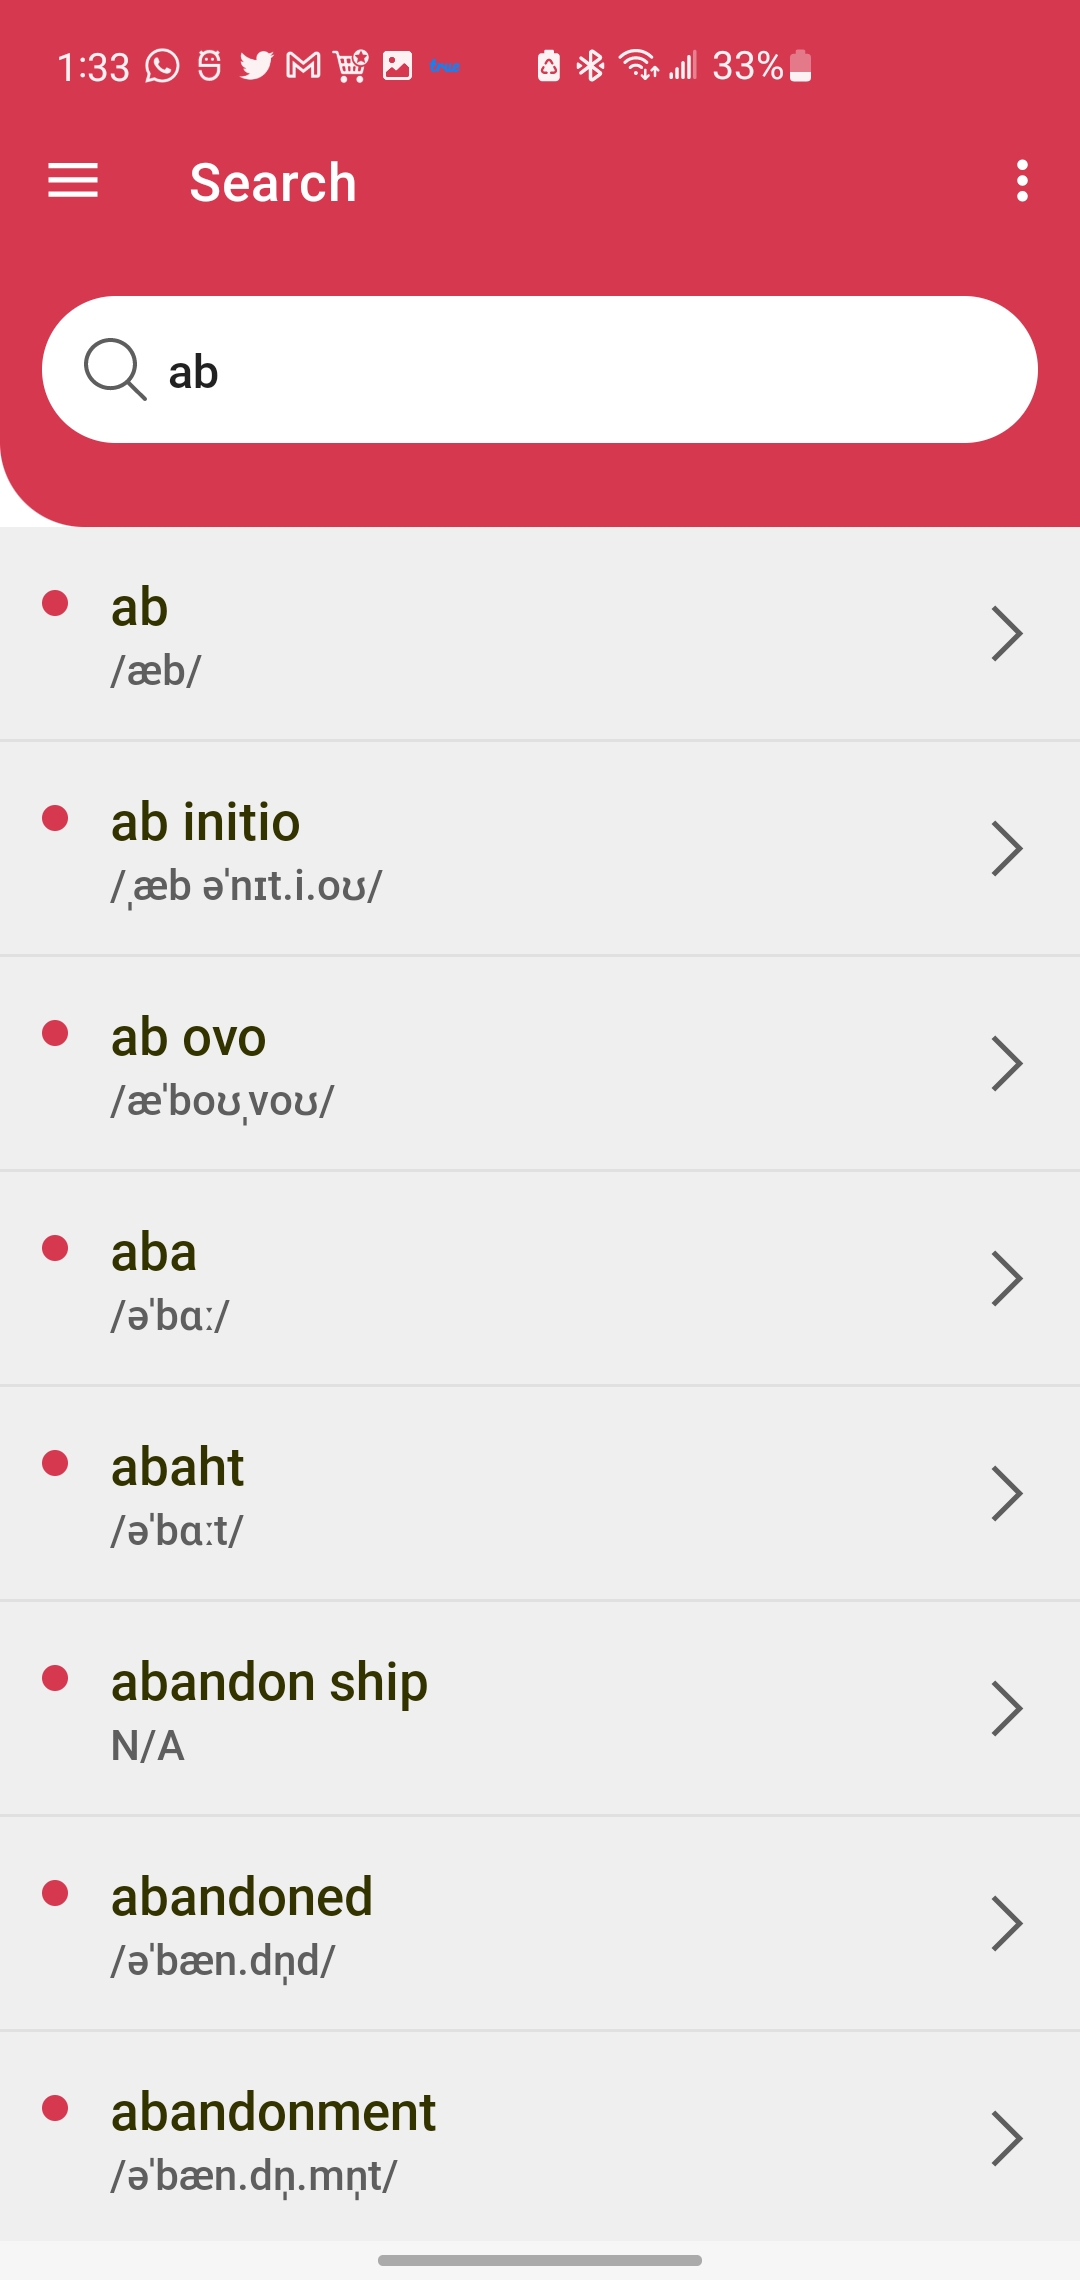 1:33
33%
Search
ab
ab
/æb/
ab initio
/ˌæb əˈnɪt.i.oʊ/
ab ovo
/æˈboʊˌvoʊ/
aba
/əˈbɑː/
abaht
/əˈbɑːt/
abandon ship
N/A
abandoned
/əˈbæn.dn̩d/
abandonment
/əˈbæn.dn̩.mn̩t/